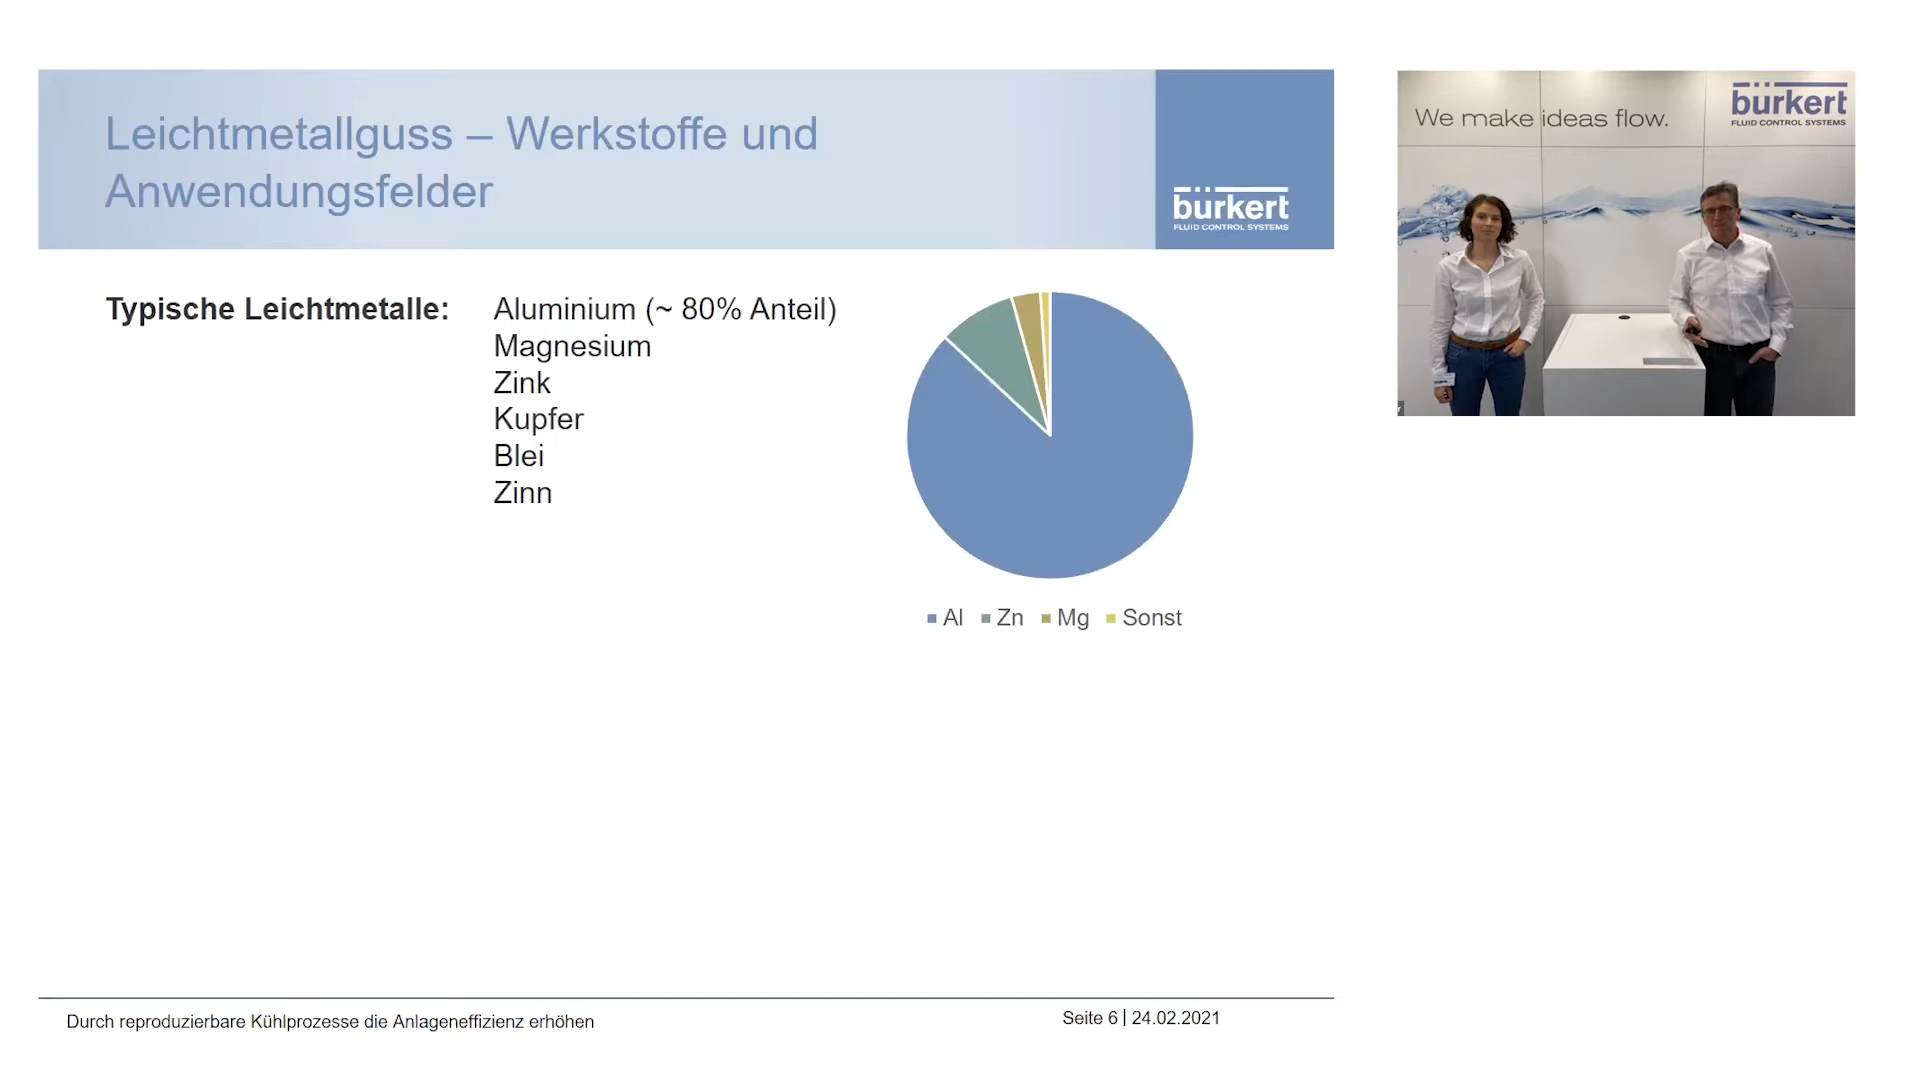 Leichtmetallguss – Werkstoffe und
Anwendungsfelder
bürkert
FLUID CONTROL SYSTEMS
Typische Leichtmetalle:
Aluminium (~ 80% Anteil)
Magnesium
Zink
Kupfer
Blei
Zinn
Al Zn Mg Sonst
Durch reproduzierbare Kühlprozesse die Anlageneffizienz erhöhen
Seite 6 | 24.02.2021
We make ideas flow.
bürkert
FLUID CONTROL SYSTEMS